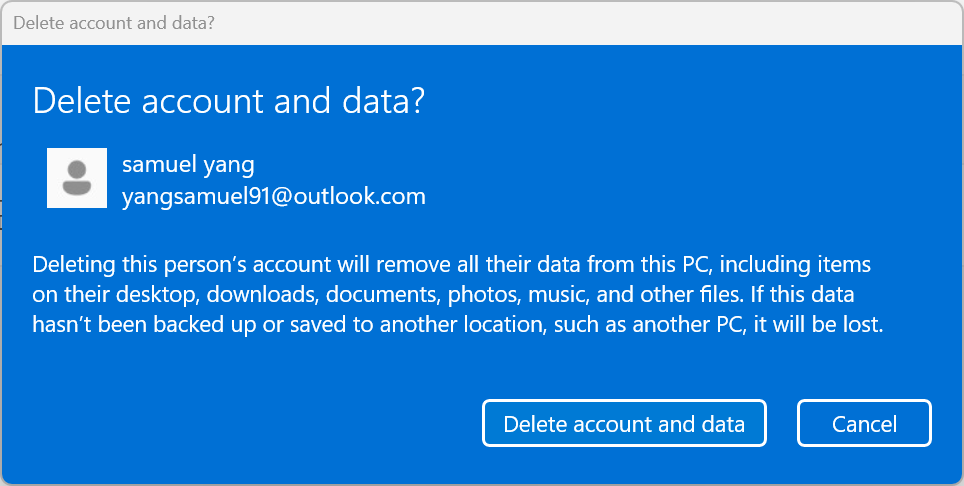 Delete account and data?
Delete account and data?
samuel yang
yangsamuel91@outlook.com
Deleting this person’s account will remove all their data from this PC, including items
on their desktop, downloads, documents, photos, music, and other files. If this data
hasn’t been backed up or saved to another location, such as another PC, it will be lost.
Delete account and data
Cancel